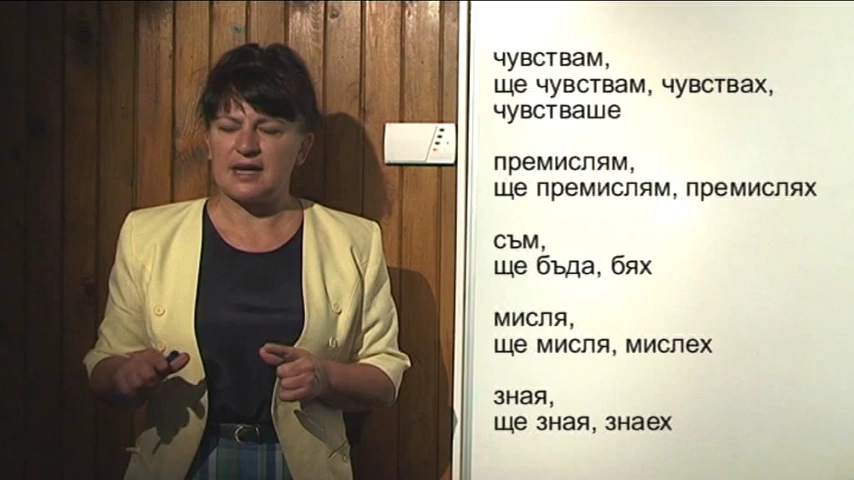 чувствам,
ще чувствам, чувствах,
чувстваше
премислям,
ще премислям, премислях
съм,
ще бъда, бях
мисля,
ще мисля, мислех
зная,
ще зная, знаех